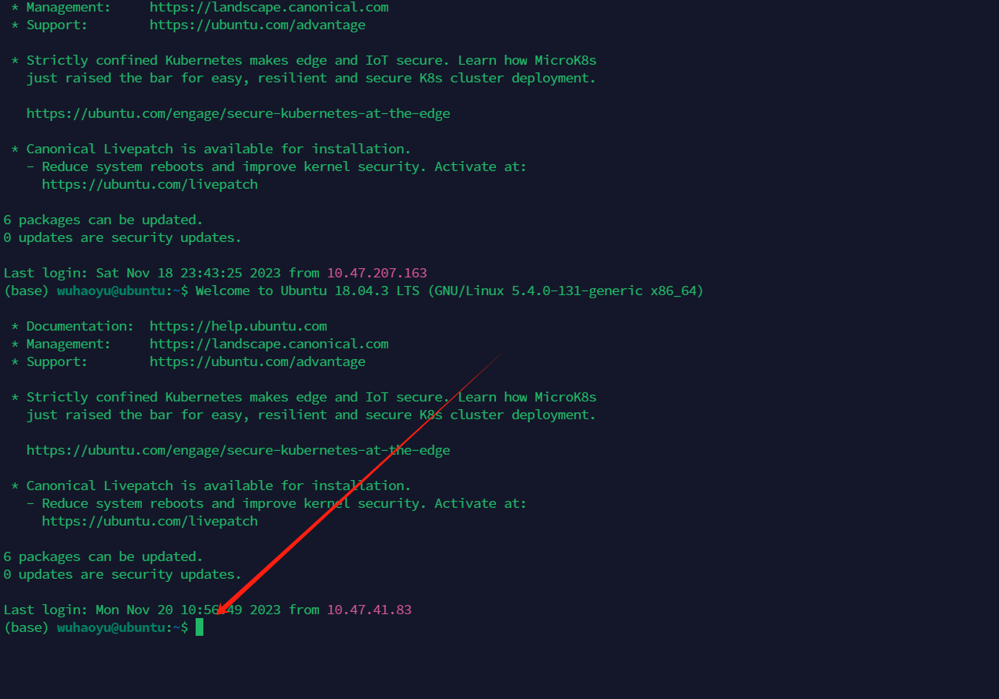 * Management:     https://landscape.canonical.com
* Support:        https://ubuntu.com/advantage
* Strictly confined Kubernetes makes edge and IoT secure. Learn how MicroK8s
just raised the bar for easy, resilient and secure K8s cluster deployment.
https://ubuntu.com/engage/secure-kubernetes-at-the-edge
* Canonical Livepatch is available for installation.
- Reduce system reboots and improve kernel security. Activate at:
https://ubuntu.com/livepatch
6 packages can be updated.
0 updates are security updates.
Last login: Sat Nov 18 23:43:25 2023 from 10.47.207.163
(base) wuhaoyu@ubuntu:~$ Welcome to Ubuntu 18.04.3 LTS (GNU/Linux 5.4.0-131-generic x86_64)
* Documentation:  https://help.ubuntu.com
* Management:     https://landscape.canonical.com
* Support:        https://ubuntu.com/advantage
* Strictly confined Kubernetes makes edge and IoT secure. Learn how MicroK8s
just raised the bar for easy, resilient and secure K8s cluster deployment.
https://ubuntu.com/engage/secure-kubernetes-at-the-edge
* Canonical Livepatch is available for installation.
- Reduce system reboots and improve kernel security. Activate at:
https://ubuntu.com/livepatch
6 packages can be updated.
0 updates are security updates.
Last login: Mon Nov 20 10:56:49 2023 from 10.47.41.83
(base) wuhaoyu@ubuntu:~$